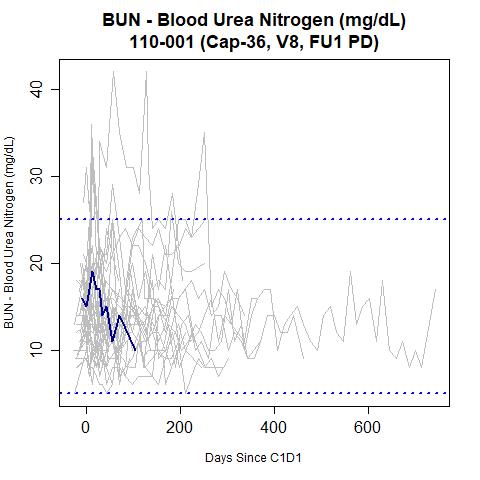 BUN - Blood Urea Nitrogen (mg/dL)
110-001 (Cap-36, V8, FU1 PD)
BUN - Blood Urea Nitrogen (mg/dL)
40
30
20
10
0
200
400
600
Days Since C1D1